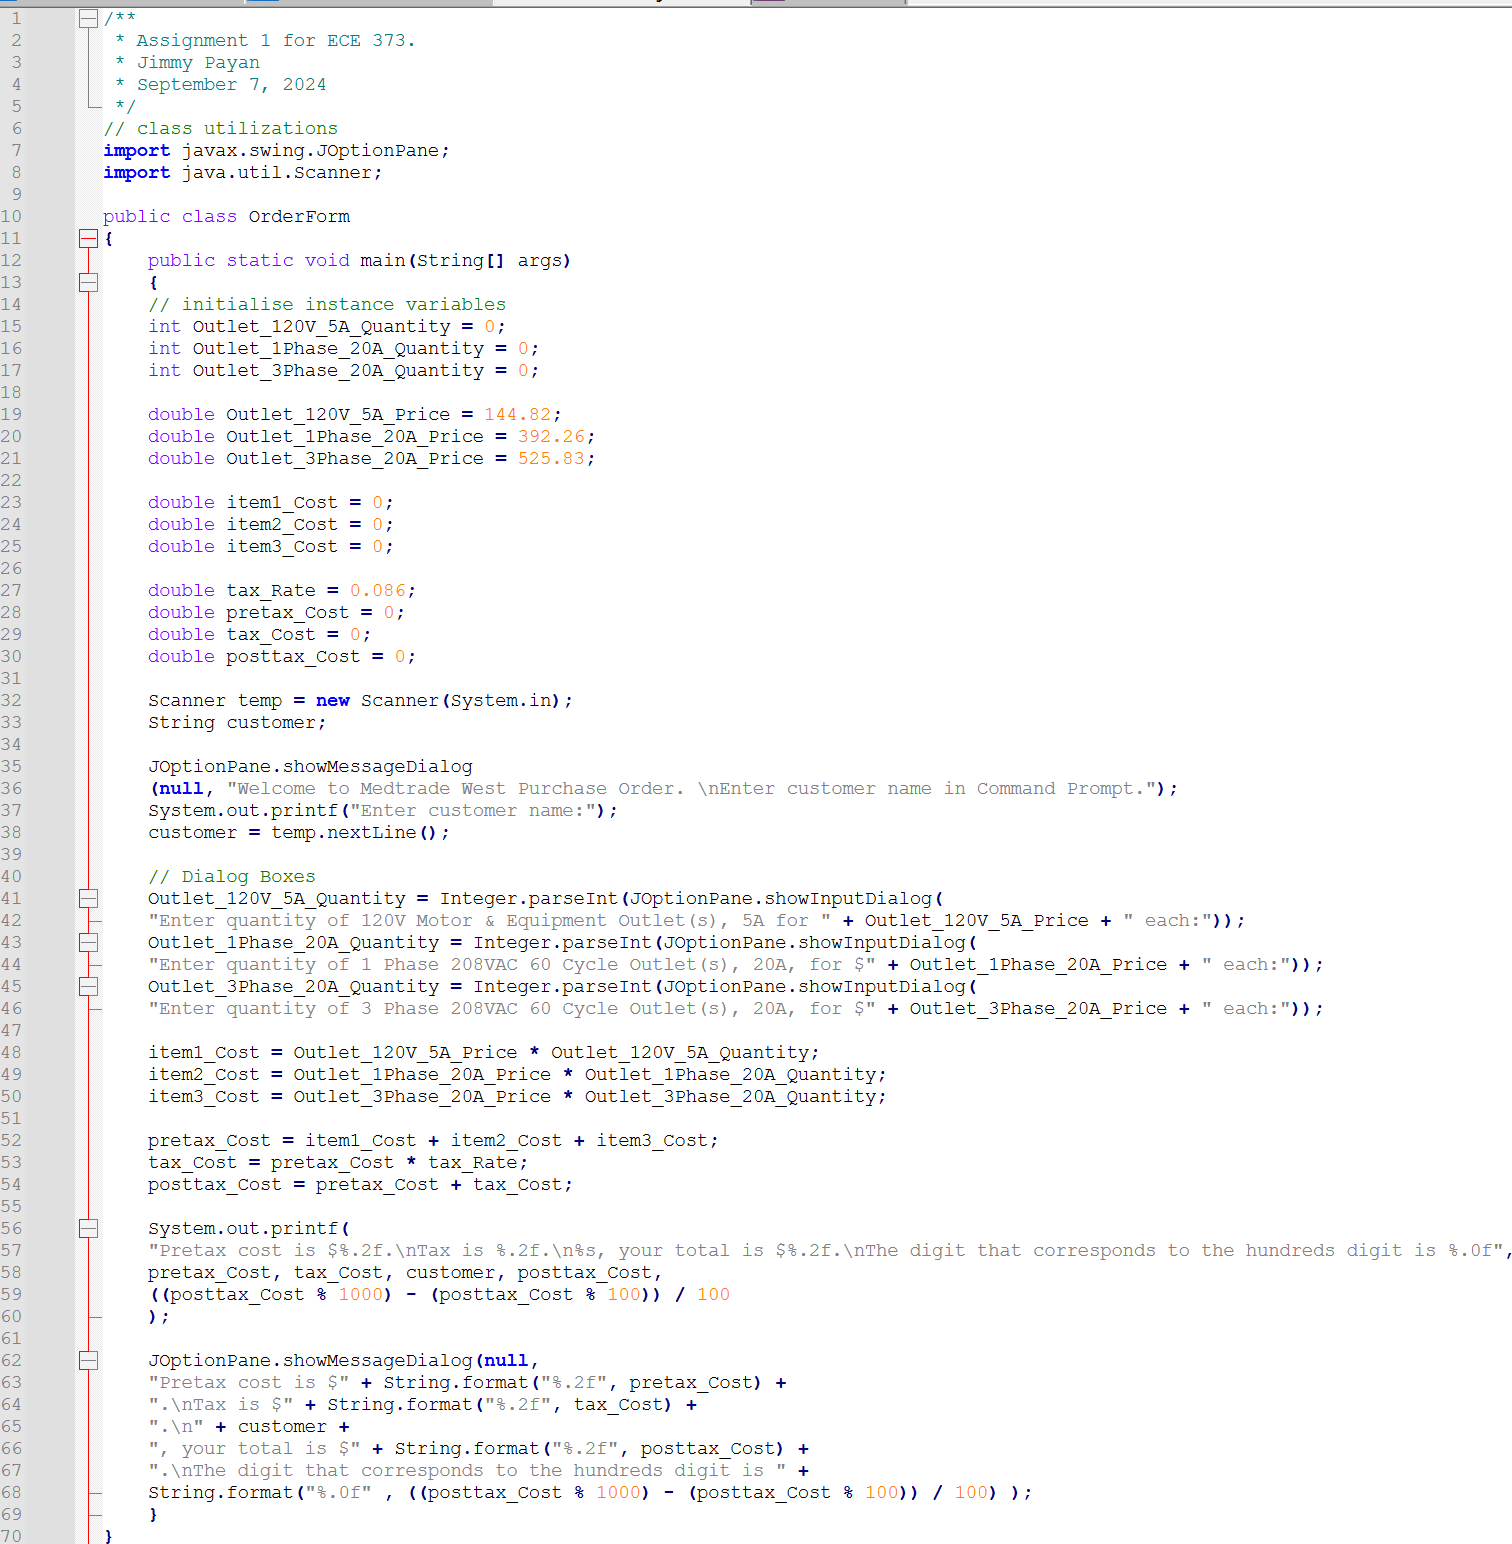 1 /**
2  * Assignment 1 for ECE 373.
3  * Jimmy Payan
4  * September 7, 2024
5  */
6 // class utilizations
7 import javax.swing.JOptionPane;
8 import java.util.Scanner;
9
10 public class OrderForm
11 {
12     public static void main(String[] args)
13     {
14     // initialise instance variables
15     int Outlet_120V_5A_Quantity = 0;
16     int Outlet_1Phase_20A_Quantity = 0;
17     int Outlet_3Phase_20A_Quantity = 0;
18
19     double Outlet_120V_5A_Price = 144.82;
20     double Outlet_1Phase_20A_Price = 392.26;
21     double Outlet_3Phase_20A_Price = 525.83;
22
23     double item1_Cost = 0;
24     double item2_Cost = 0;
25     double item3_Cost = 0;
26
27     double tax_Rate = 0.086;
28     double pretax_Cost = 0;
29     double tax_Cost = 0;
30     double posttax_Cost = 0;
31
32     Scanner temp = new Scanner(System.in);
33     String customer;
34
35     JOptionPane.showMessageDialog
36     (null, "Welcome to Medtrade West Purchase Order. \nEnter customer name in Command Prompt.");
37     System.out.printf("Enter customer name:");
38     customer = temp.nextLine();
39
40     // Dialog Boxes
41     Outlet_120V_5A_Quantity = Integer.parseInt(JOptionPane.showInputDialog(
42     "Enter quantity of 120V Motor & Equipment Outlet(s), 5A for " + Outlet_120V_5A_Price + " each:"));
43     Outlet_1Phase_20A_Quantity = Integer.parseInt(JOptionPane.showInputDialog(
44     "Enter quantity of 1 Phase 208VAC 60 Cycle Outlet(s), 20A, for $" + Outlet_1Phase_20A_Price + " each:"));
45     Outlet_3Phase_20A_Quantity = Integer.parseInt(JOptionPane.showInputDialog(
46     "Enter quantity of 3 Phase 208VAC 60 Cycle Outlet(s), 20A, for $" + Outlet_3Phase_20A_Price + " each:"));
47
48     item1_Cost = Outlet_120V_5A_Price * Outlet_120V_5A_Quantity;
49     item2_Cost = Outlet_1Phase_20A_Price * Outlet_1Phase_20A_Quantity;
50     item3_Cost = Outlet_3Phase_20A_Price * Outlet_3Phase_20A_Quantity;
51
52     pretax_Cost = item1_Cost + item2_Cost + item3_Cost;
53     tax_Cost = pretax_Cost * tax_Rate;
54     posttax_Cost = pretax_Cost + tax_Cost;
55
56     System.out.printf(
57     "Pretax cost is $%.2f.\nTax is %.2f.\n%s, your total is $%.2f.\nThe digit that corresponds to the hundreds digit is %.0f",
58     pretax_Cost, tax_Cost, customer, posttax_Cost,
59     ((posttax_Cost % 1000) - (posttax_Cost % 100)) / 100
60     );
61
62     JOptionPane.showMessageDialog(null,
63     "Pretax cost is $" + String.format("%.2f", pretax_Cost) +
64     ".\nTax is $" + String.format("%.2f", tax_Cost) +
65     ".\n" + customer +
66     ", your total is $" + String.format("%.2f", posttax_Cost) +
67     ".\nThe digit that corresponds to the hundreds digit is " +
68     String.format("%.0f" , ((posttax_Cost % 1000) - (posttax_Cost % 100)) / 100) );
69     }
70 }